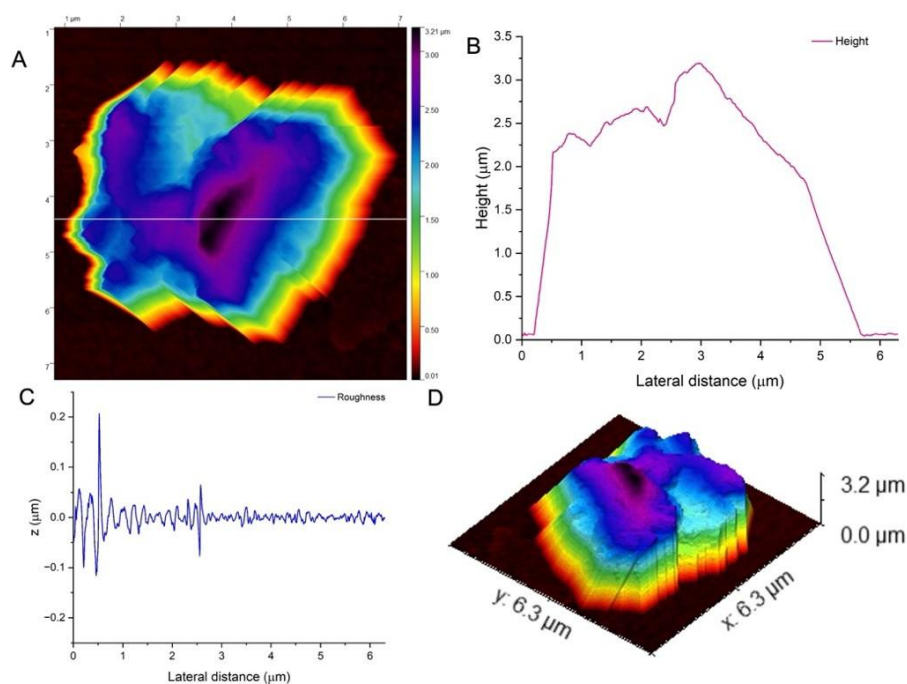 A
1 µm 2 3 4 5 6 7
1
2
3
4
5
6
7
3.21 µm
3.00
2.50
2.00
1.50
1.00
0.50
0.01
B
Height
3.5
3.0
2.5
2.0
1.5
1.0
0.5
0.0
Height (µm)
0 1 2 3 4 5 6
Lateral distance (µm)
C
Roughness
0.2
0.1
0.0
−0.1
−0.2
z (µm)
0 1 2 3 4 5 6
Lateral distance (µm)
D
3.2 µm
0.0 µm
y: 6.3 µm
x: 6.3 µm